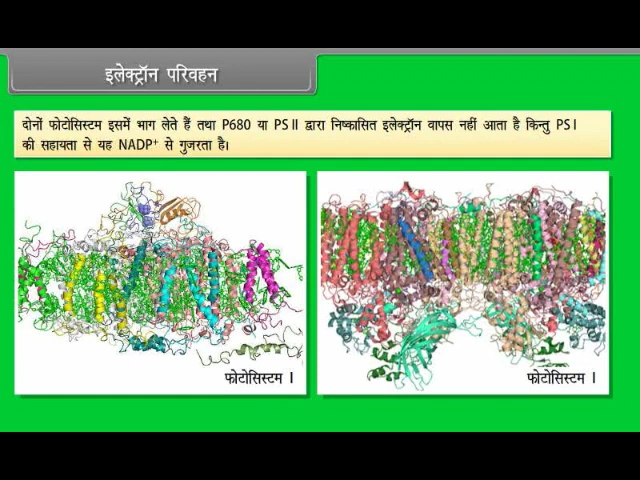 इलेक्ट्रॉन परिवहन
दोनों फोटोसिस्टम इसमें भाग लेते हैं तथा P680 या PS II द्वारा निष्कासित इलेक्ट्रॉन वापस नहीं आता है किन्तु PS I
की सहायता से यह NADP⁺ से गुजरता है।
फोटोसिस्टम I
फोटोसिस्टम I